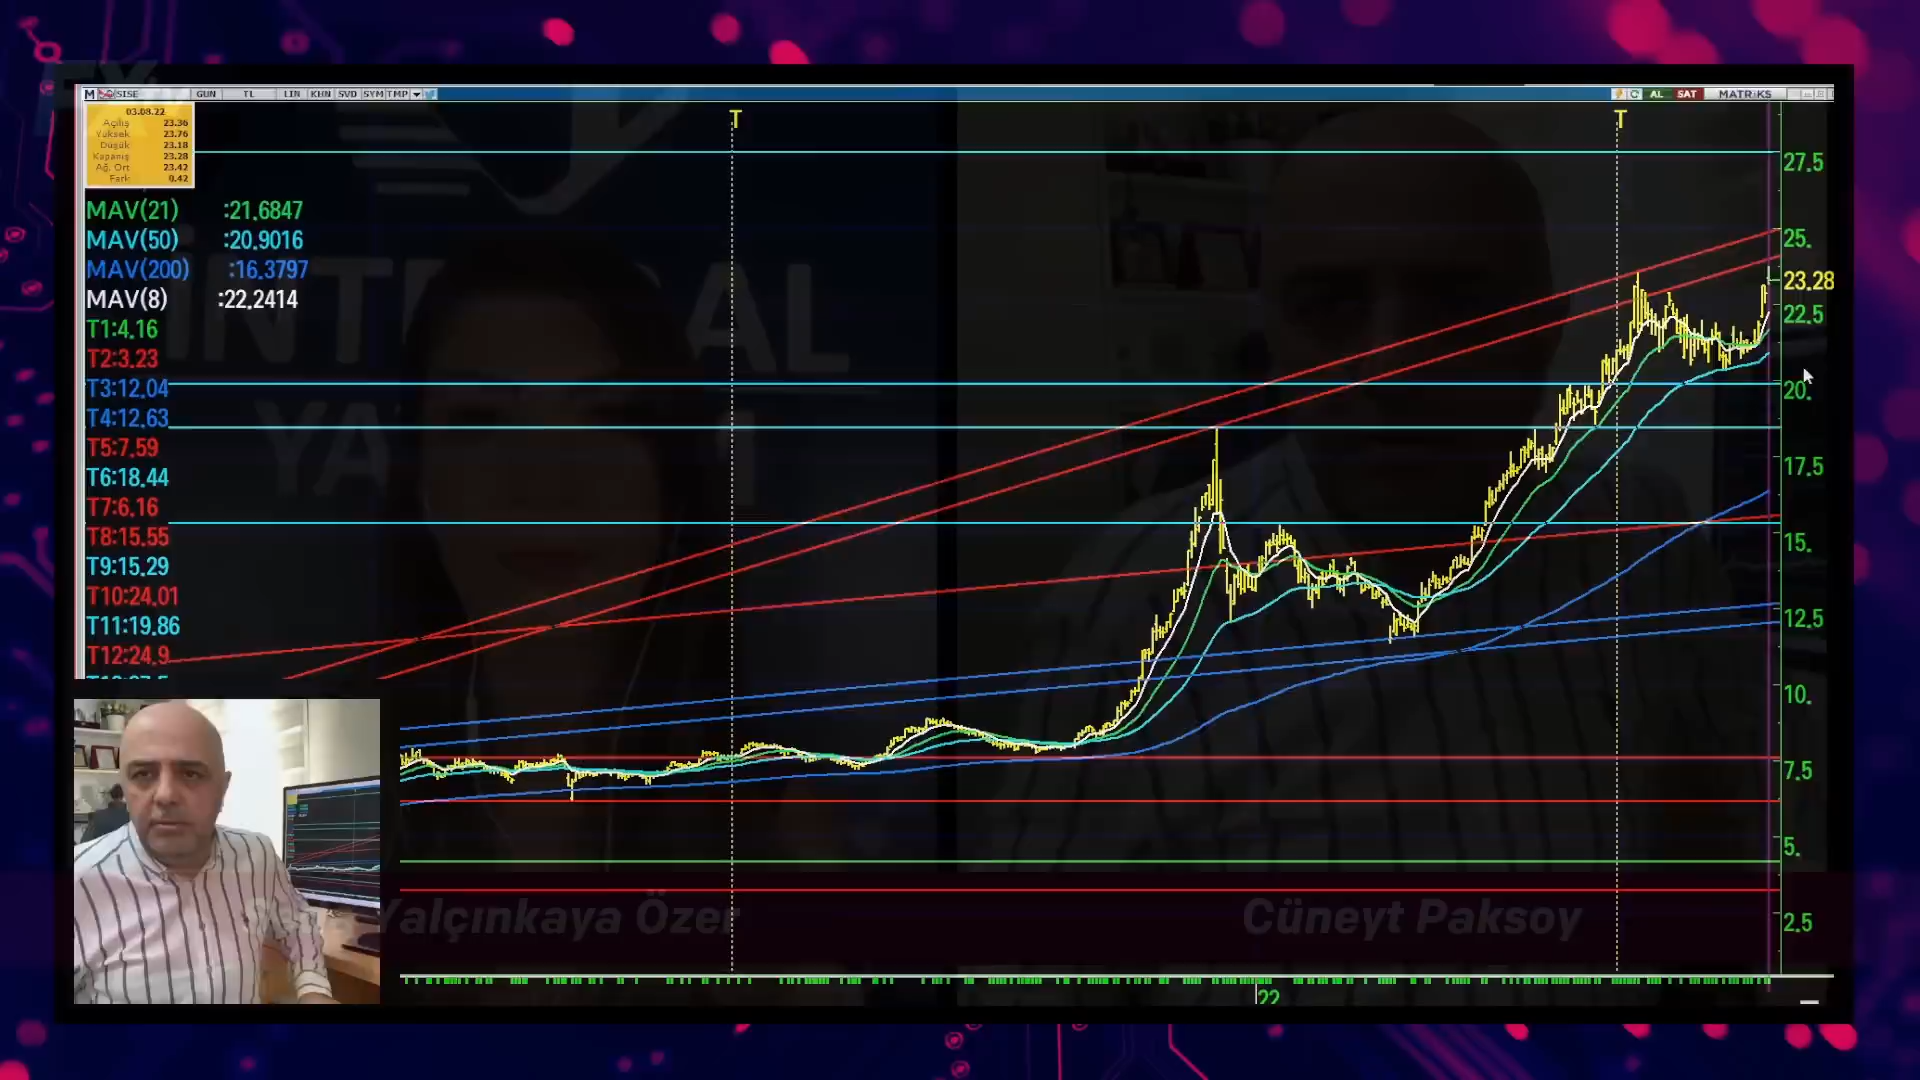 M SISE GUN TL LIN KHN SVD SYM TMP
AL SAT MATRİKS
03.08.22
Açılış 23.36
Yüksek 23.76
Düşük 23.18
Kapanış 23.28
Ağ. Ort 23.42
Fark 0.42
T T
MAV(21) :21.6847
MAV(50) :20.9016
MAV(200) :16.3797
MAV(8) :22.2414
T1:4.16
T2:3.23
T3:12.04
T4:12.63
T5:7.59
T6:18.44
T7:6.16
T8:15.55
T9:15.29
T10:24.01
T11:19.86
T12:24.9
27.5
25.
23.28
22.5
20.
17.5
15.
12.5
10.
7.5
5.
2.5
22
İNTEGRAL
Yalçınkaya Özer
Cüneyt Paksoy